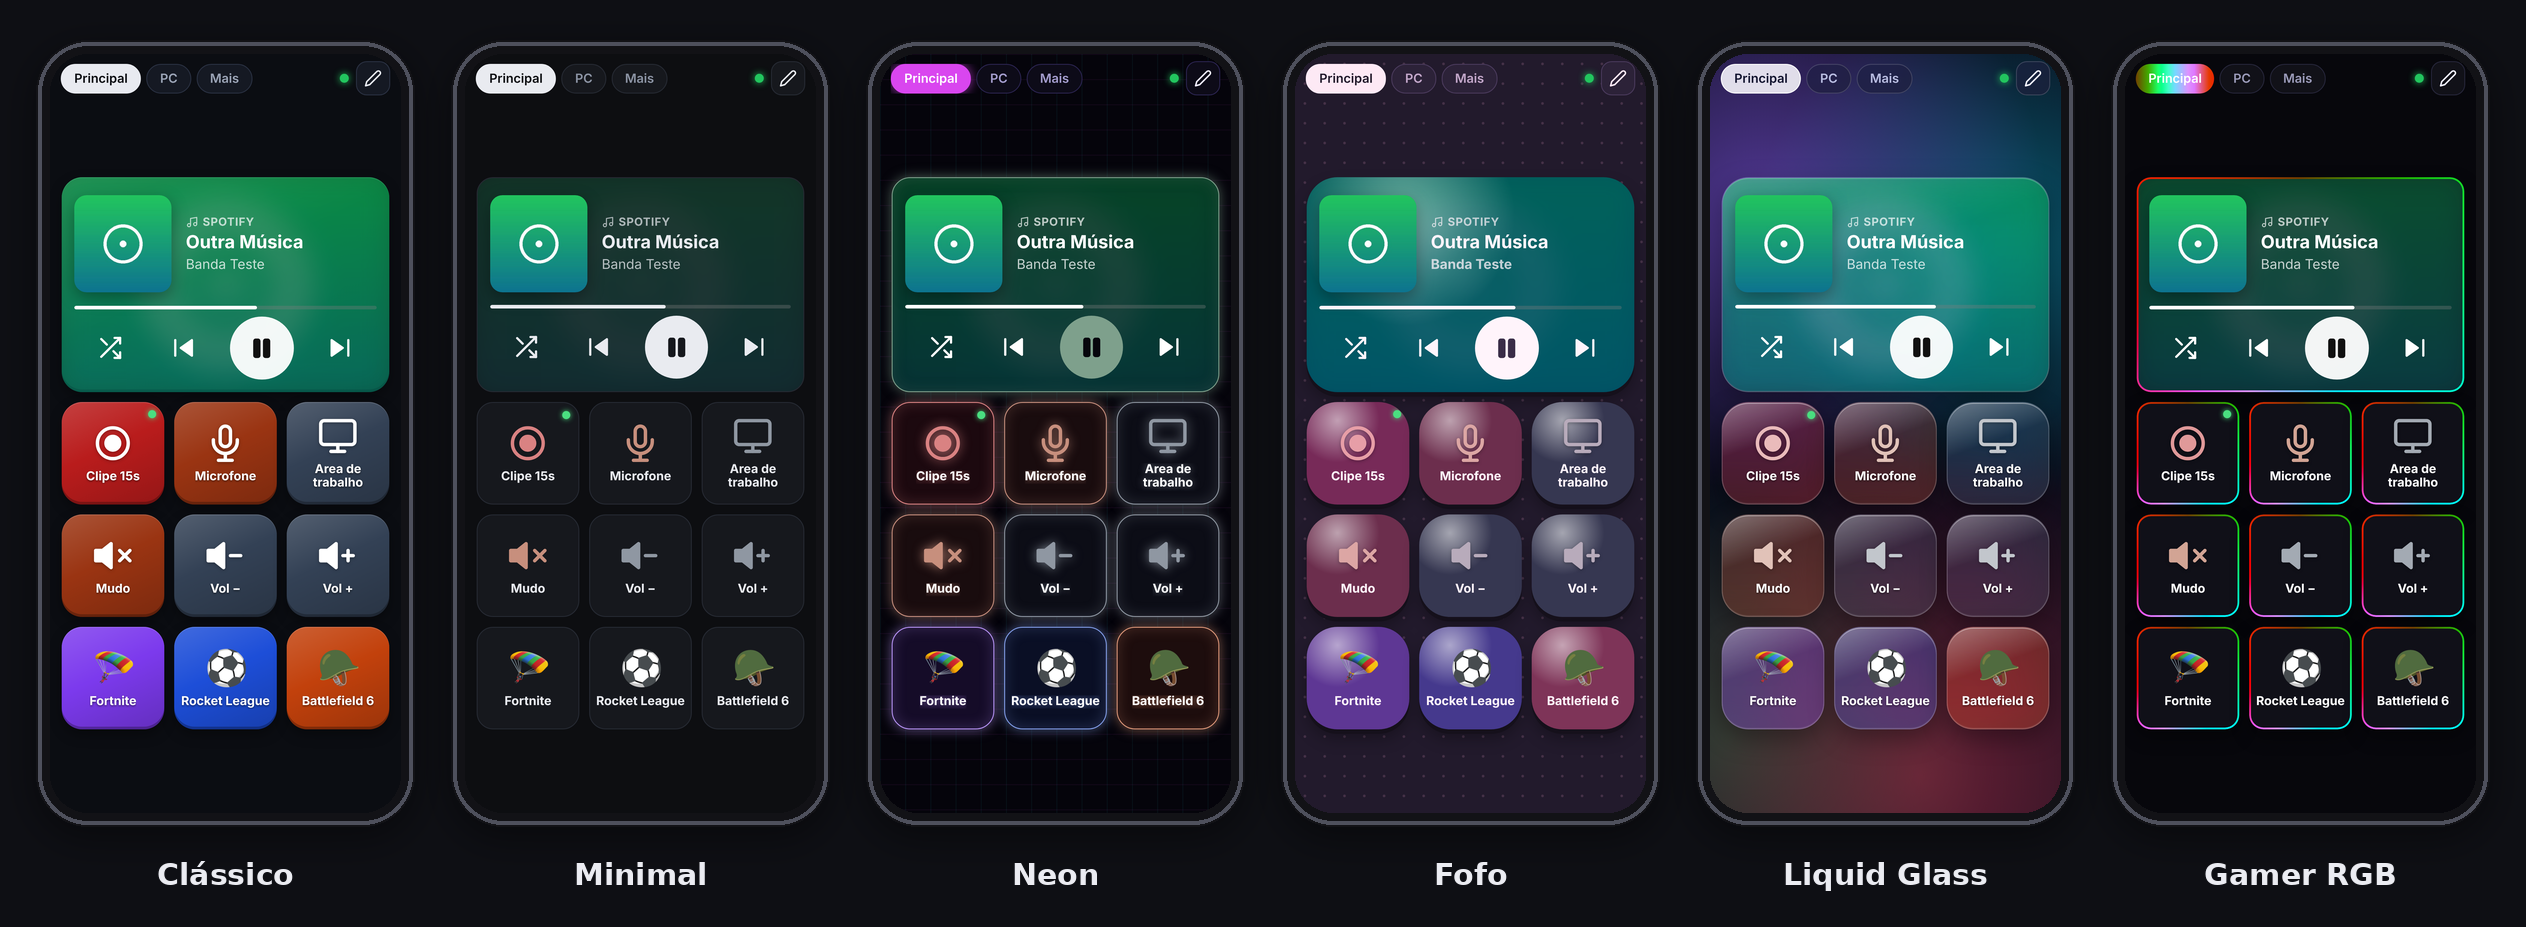 Principal PC Mais
SPOTIFY
Outra Música
Banda Teste
Clipe 15s
Microfone
Area de
trabalho
Mudo
Vol –
Vol +
Fortnite
Rocket League
Battlefield 6
Clássico
Principal PC Mais
SPOTIFY
Outra Música
Banda Teste
Clipe 15s
Microfone
Area de
trabalho
Mudo
Vol –
Vol +
Fortnite
Rocket League
Battlefield 6
Minimal
Principal PC Mais
SPOTIFY
Outra Música
Banda Teste
Clipe 15s
Microfone
Area de
trabalho
Mudo
Vol –
Vol +
Fortnite
Rocket League
Battlefield 6
Neon
Principal PC Mais
SPOTIFY
Outra Música
Banda Teste
Clipe 15s
Microfone
Area de
trabalho
Mudo
Vol –
Vol +
Fortnite
Rocket League
Battlefield 6
Fofo
Principal PC Mais
SPOTIFY
Outra Música
Banda Teste
Clipe 15s
Microfone
Area de
trabalho
Mudo
Vol –
Vol +
Fortnite
Rocket League
Battlefield 6
Liquid Glass
Principal PC Mais
SPOTIFY
Outra Música
Banda Teste
Clipe 15s
Microfone
Area de
trabalho
Mudo
Vol –
Vol +
Fortnite
Rocket League
Battlefield 6
Gamer RGB